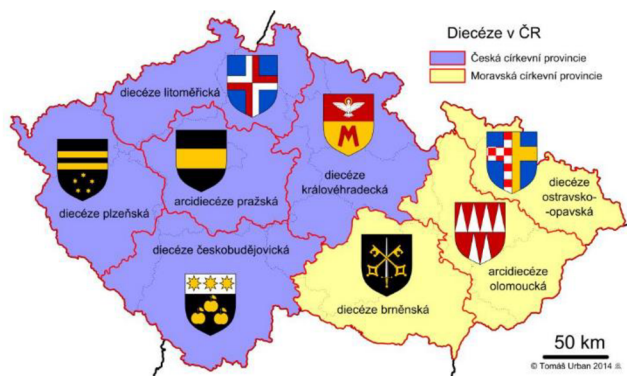 Diecéze v ČR
Česká církevní provincie
Moravská církevní provincie
diecéze litoměřická
M
diecéze plzeňská
arcidiecéze pražská
diecéze
královéhradecká
diecéze
ostravsko-
-opavská
diecéze českobudějovická
diecéze brněnská
arcidiecéze
olomoucká
50 km
© Tomáš Urban 2014